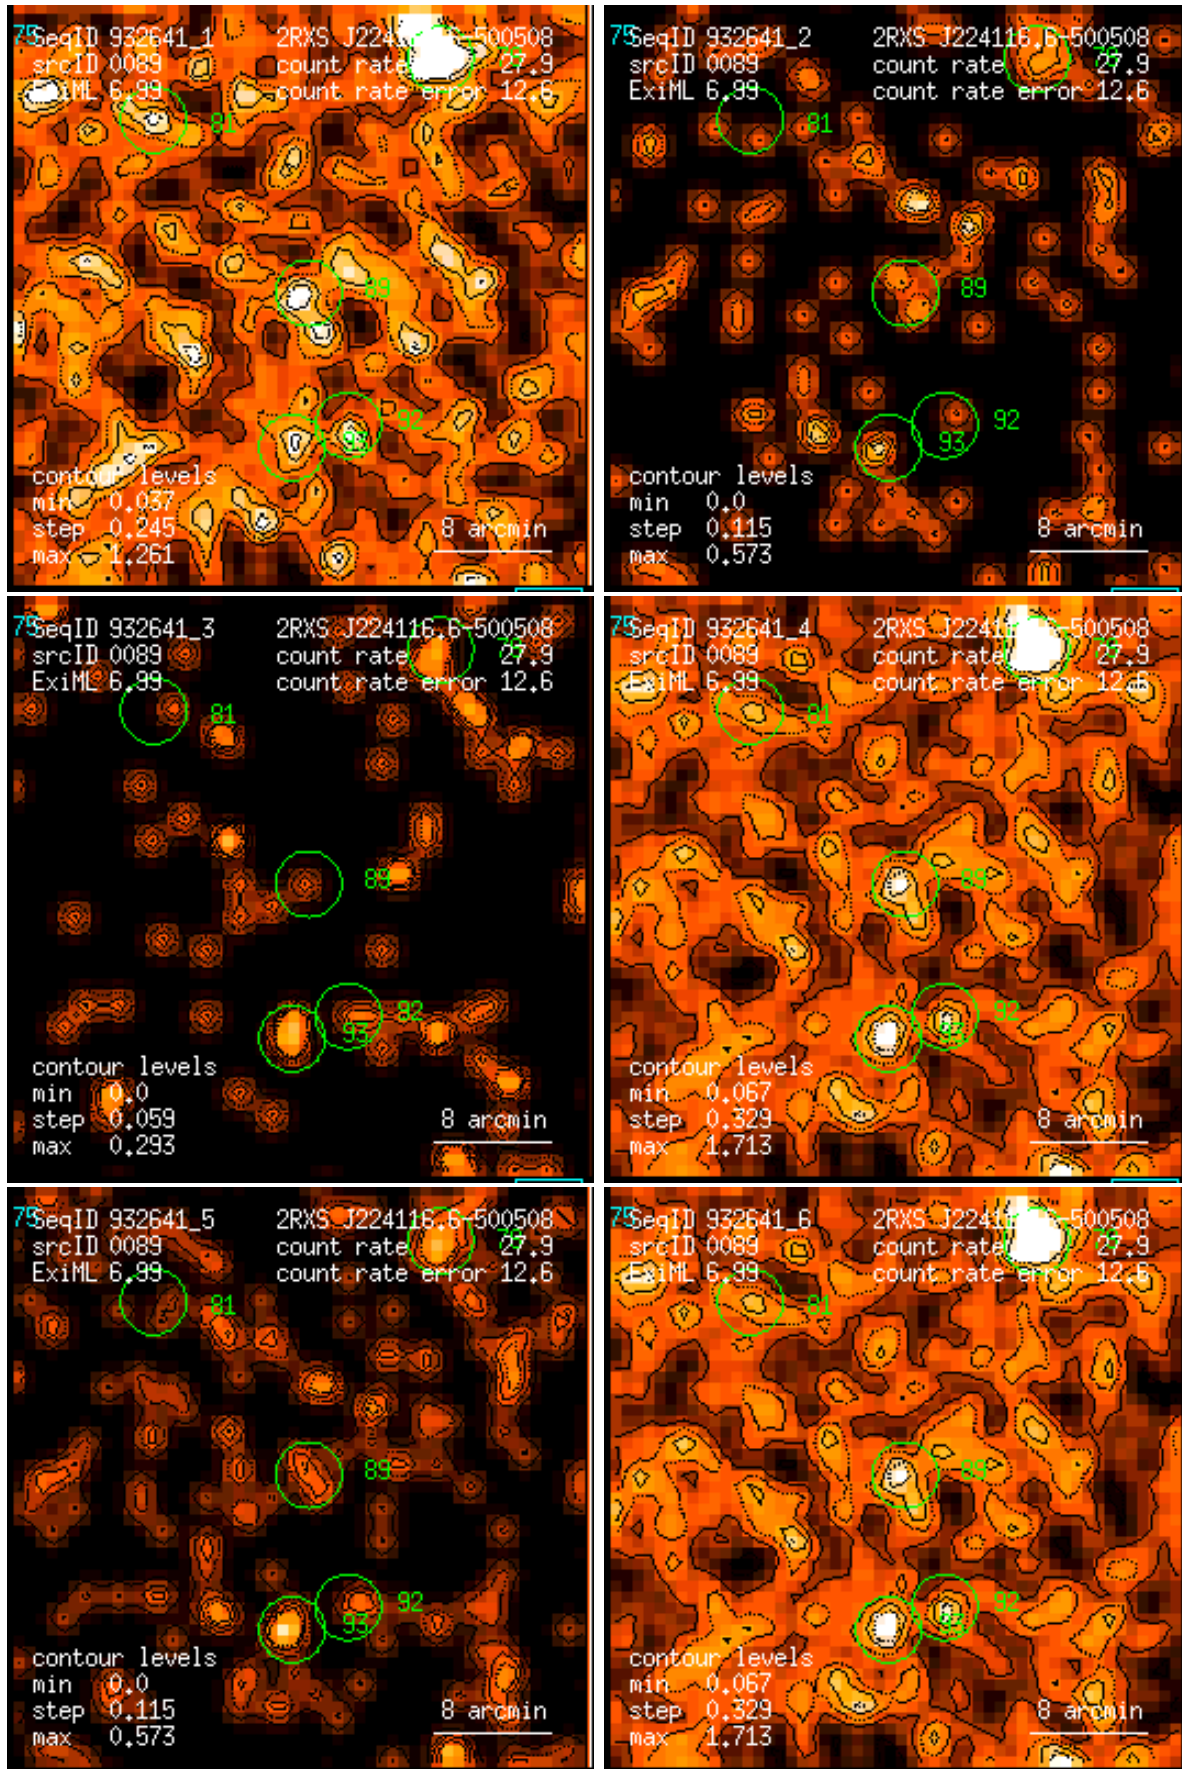 75 SeqID 932641_1 2RXS J224116.6-500508
srcID 0089 count rate 27.9
ExiML 6.99 count rate error 12.6
81
89
92
93
contour levels
min 0.037
step 0.245 8 arcmin
max 1.261
75 SeqID 932641_2 2RXS J224116.6-500508
srcID 0089 count rate 27.9
ExiML 6.99 count rate error 12.6
81
89
92
93
contour levels
min 0.0
step 0.115 8 arcmin
max 0.573
75 SeqID 932641_3 2RXS J224116.6-500508
srcID 0089 count rate 27.9
ExiML 6.99 count rate error 12.6
81
89
92
93
contour levels
min 0.0
step 0.059 8 arcmin
max 0.293
75 SeqID 932641_4 2RXS J224116.6-500508
srcID 0089 count rate 27.9
ExiML 6.99 count rate error 12.6
81
89
92
93
contour levels
min 0.067
step 0.329 8 arcmin
max 1.713
75 SeqID 932641_5 2RXS J224116.6-500508
srcID 0089 count rate 27.9
ExiML 6.99 count rate error 12.6
81
89
92
93
contour levels
min 0.0
step 0.115 8 arcmin
max 0.573
75 SeqID 932641_6 2RXS J224116.6-500508
srcID 0089 count rate 27.9
ExiML 6.99 count rate error 12.6
81
89
92
93
contour levels
min 0.067
step 0.329 8 arcmin
max 1.713